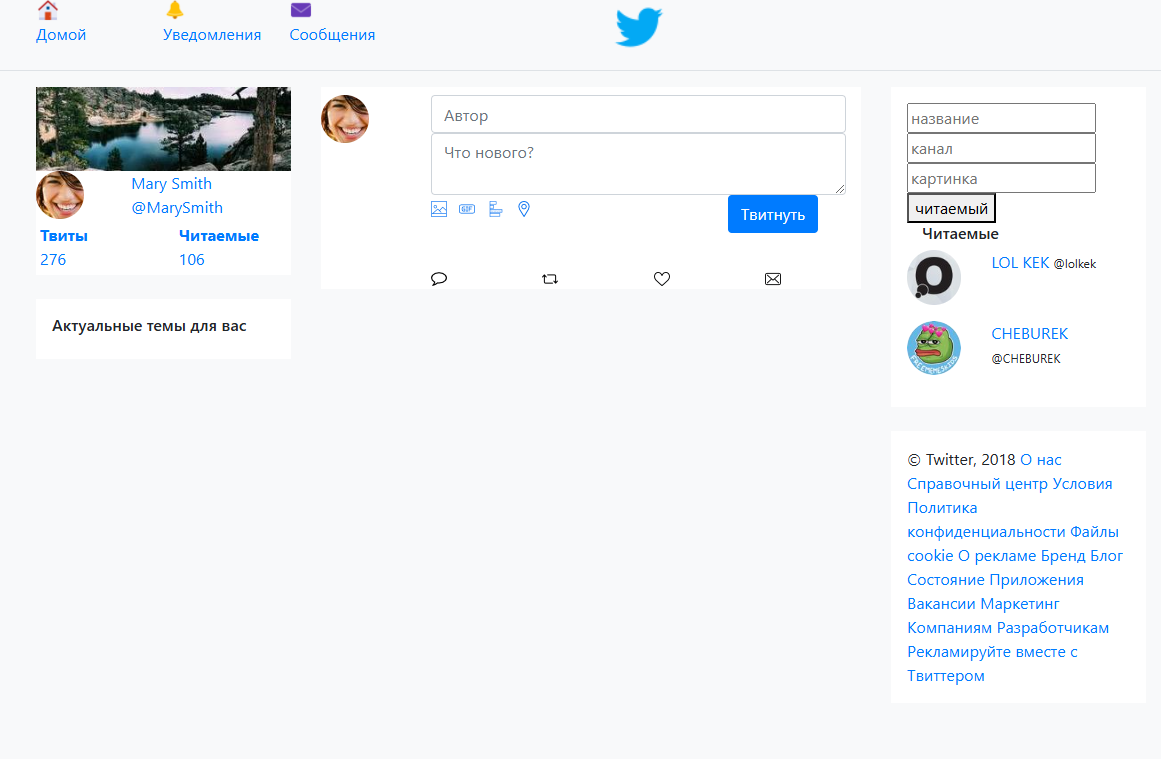 Домой
Уведомления
Сообщения
Mary Smith
@MarySmith
Твиты
Читаемые
276
106
Актуальные темы для вас
Автор
Что нового?
GIF
Твитнуть
название
канал
картинка
читаемый
Читаемые
LOL KEK @lolkek
CHEBUREK
@CHEBUREK
© Twitter, 2018 О нас
Справочный центр Условия
Политика
конфиденциальности Файлы
cookie О рекламе Бренд Блог
Состояние Приложения
Вакансии Маркетинг
Компаниям Разработчикам
Рекламируйте вместе с
Твиттером